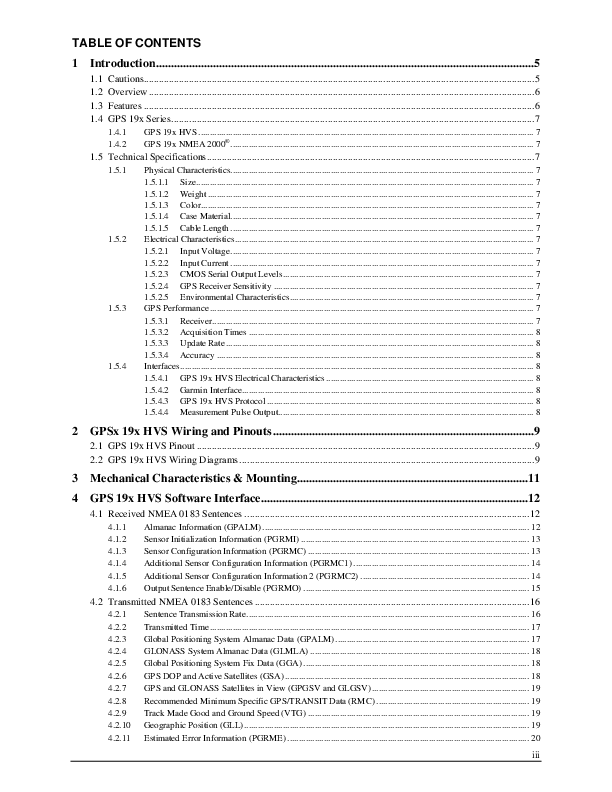 TABLE OF CONTENTS
1 Introduction....................5
1.1 Cautions....................5
1.2 Overview....................6
1.3 Features....................6
1.4 GPS 19x Series....................7
1.4.1 GPS 19x HVS....................7
1.4.2 GPS 19x NMEA 2000®....................7
1.5 Technical Specifications....................7
1.5.1 Physical Characteristics....................7
1.5.1.1 Size....................7
1.5.1.2 Weight....................7
1.5.1.3 Color....................7
1.5.1.4 Case Material....................7
1.5.1.5 Cable Length....................7
1.5.2 Electrical Characteristics....................7
1.5.2.1 Input Voltage....................7
1.5.2.2 Input Current....................7
1.5.2.3 CMOS Serial Output Levels....................7
1.5.2.4 GPS Receiver Sensitivity....................7
1.5.2.5 Environmental Characteristics....................7
1.5.3 GPS Performance....................7
1.5.3.1 Receiver....................7
1.5.3.2 Acquisition Times....................8
1.5.3.3 Update Rate....................8
1.5.3.4 Accuracy....................8
1.5.4 Interfaces....................8
1.5.4.1 GPS 19x HVS Electrical Characteristics....................8
1.5.4.2 Garmin Interface....................8
1.5.4.3 GPS 19x HVS Protocol....................8
1.5.4.4 Measurement Pulse Output....................8
2 GPSx 19x HVS Wiring and Pinouts....................9
2.1 GPS 19x HVS Pinout....................9
2.2 GPS 19x HVS Wiring Diagrams....................9
3 Mechanical Characteristics & Mounting....................11
4 GPS 19x HVS Software Interface....................12
4.1 Received NMEA 0183 Sentences....................12
4.1.1 Almanac Information (GPALM)....................12
4.1.2 Sensor Initialization Information (PGRMI)....................13
4.1.3 Sensor Configuration Information (PGRMC)....................13
4.1.4 Additional Sensor Configuration Information (PGRMC1)....................14
4.1.5 Additional Sensor Configuration Information 2 (PGRMC2)....................14
4.1.6 Output Sentence Enable/Disable (PGRMO)....................15
4.2 Transmitted NMEA 0183 Sentences....................16
4.2.1 Sentence Transmission Rate....................16
4.2.2 Transmitted Time....................17
4.2.3 Global Positioning System Almanac Data (GPALM)....................17
4.2.4 GLONASS System Almanac Data (GLMLA)....................18
4.2.5 Global Positioning System Fix Data (GGA)....................18
4.2.6 GPS DOP and Active Satellites (GSA)....................18
4.2.7 GPS and GLONASS Satellites in View (GPGSV and GLGSV)....................19
4.2.8 Recommended Minimum Specific GPS/TRANSIT Data (RMC)....................19
4.2.9 Track Made Good and Ground Speed (VTG)....................19
4.2.10 Geographic Position (GLL)....................19
4.2.11 Estimated Error Information (PGRME)....................20
iii